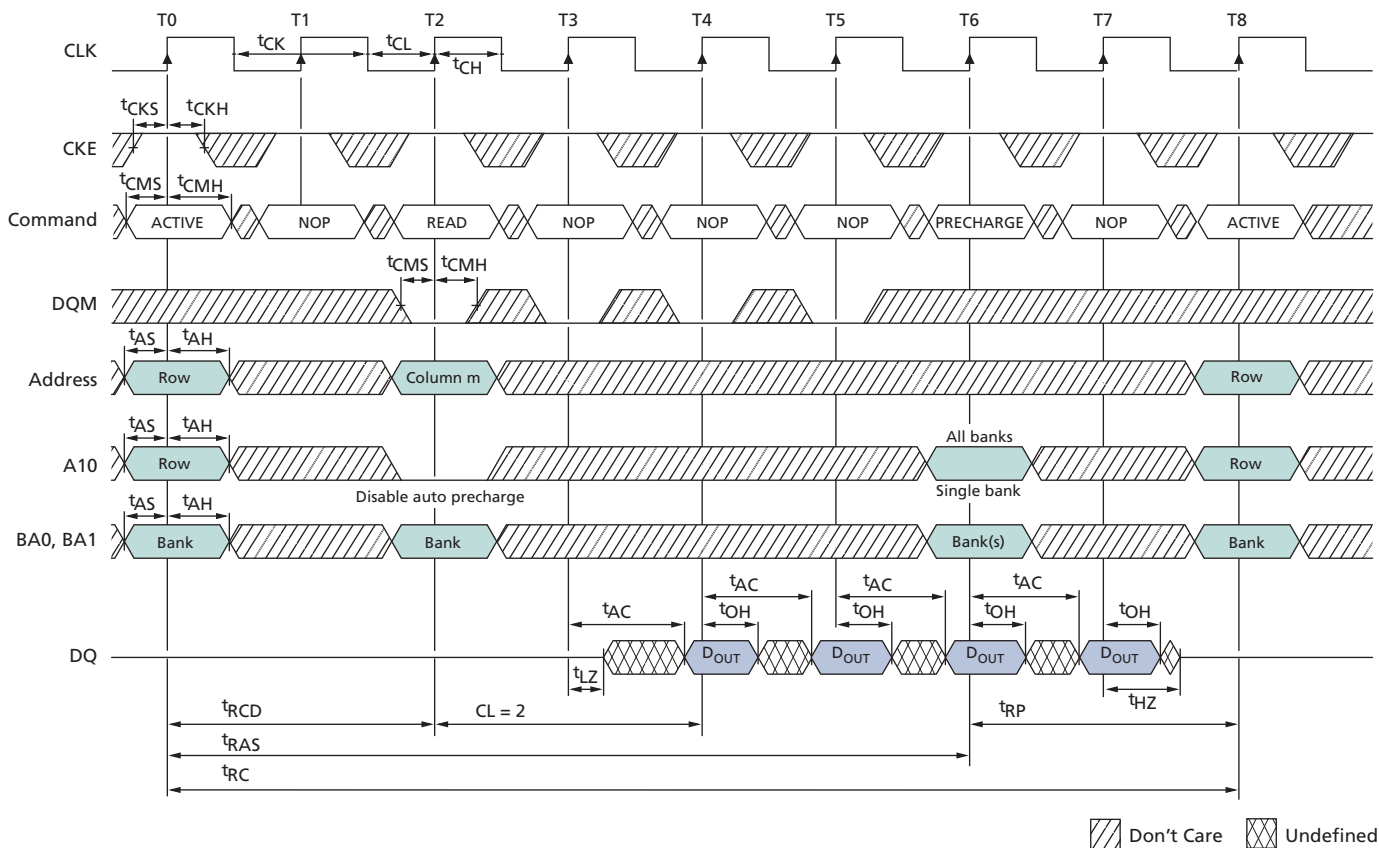 T0 T1 T2 T3 T4 T5 T6 T7 T8
CLK
tCK tCL
tCH
tCKS tCKH
CKE
tCMS tCMH
Command ACTIVE NOP READ NOP NOP NOP PRECHARGE NOP ACTIVE
tCMS tCMH
DQM
tAS tAH
Address Row Column m Row
tAS tAH All banks
A10 Row Row
Disable auto precharge Single bank
tAS tAH
BA0, BA1 Bank Bank Bank(s) Bank
tAC tAC tAC
tAC tOH tOH tOH tOH
DQ DOUT DOUT DOUT DOUT
tLZ tHZ
tRCD CL = 2 tRP
tRAS
tRC
Don't Care Undefined